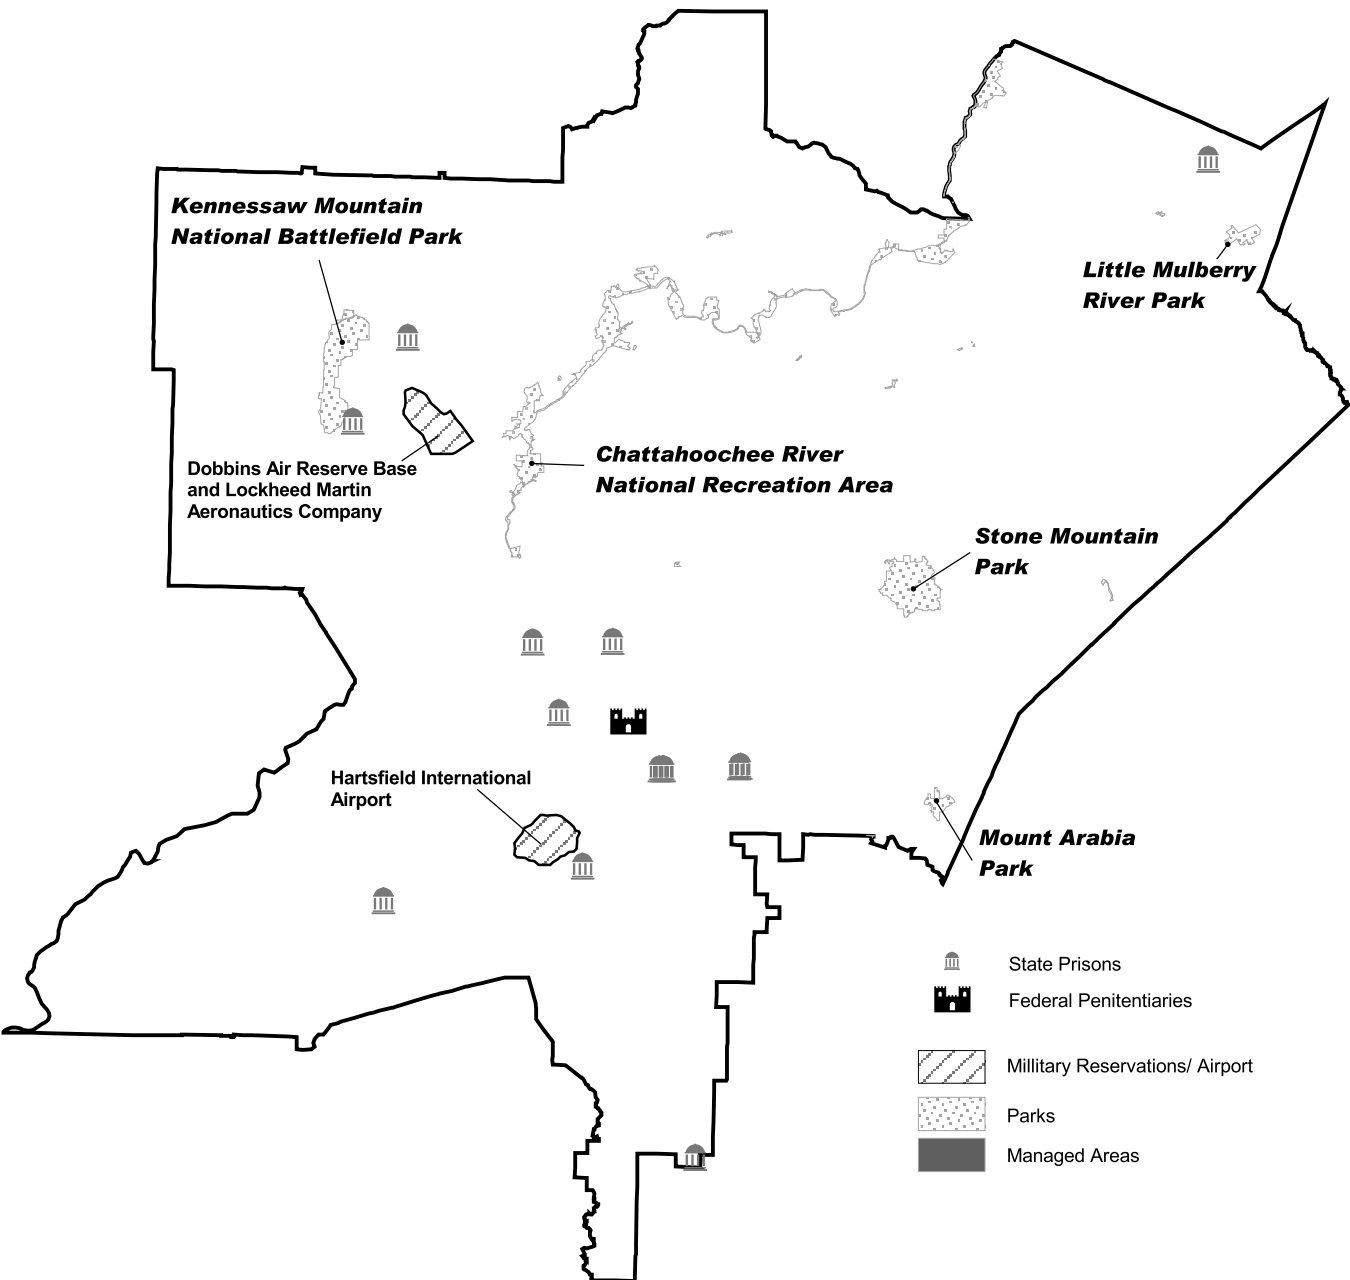 Kennessaw Mountain
National Battlefield Park
Little Mulberry
River Park
Dobbins Air Reserve Base
and Lockheed Martin
Aeronautics Company
Chattahoochee River
National Recreation Area
Stone Mountain
Park
Hartsfield International
Airport
Mount Arabia
Park
State Prisons
Federal Penitentiaries
Millitary Reservations/ Airport
Parks
Managed Areas